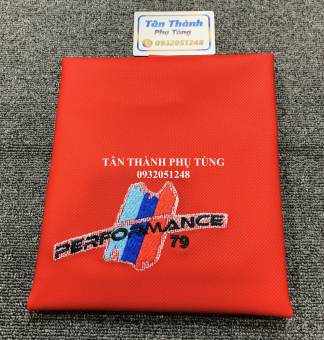 Tân Thành
Phụ Tùng
0932051248
TÂN THÀNH PHỤ TÙNG
0932051248
PERFORMANCE
79